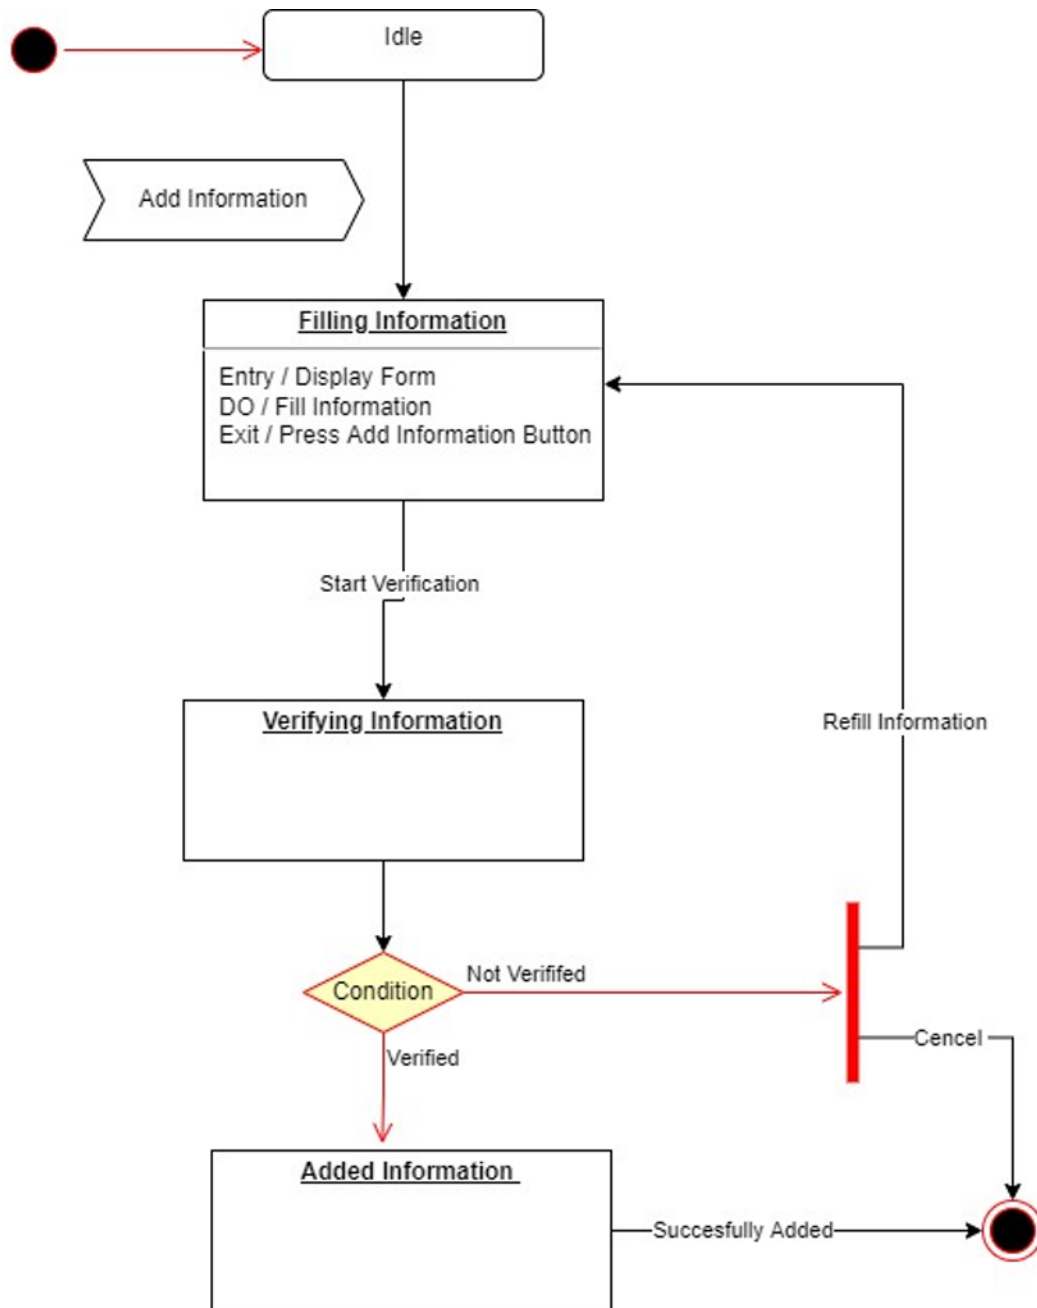 Idle
Add Information
Filling Information
Entry / Display Form
DO / Fill Information
Exit / Press Add Information Button
Start Verification
Verifying Information
Refill Information
Condition
Not Verififed
Verified
Cencel
Added Information
Succesfully Added